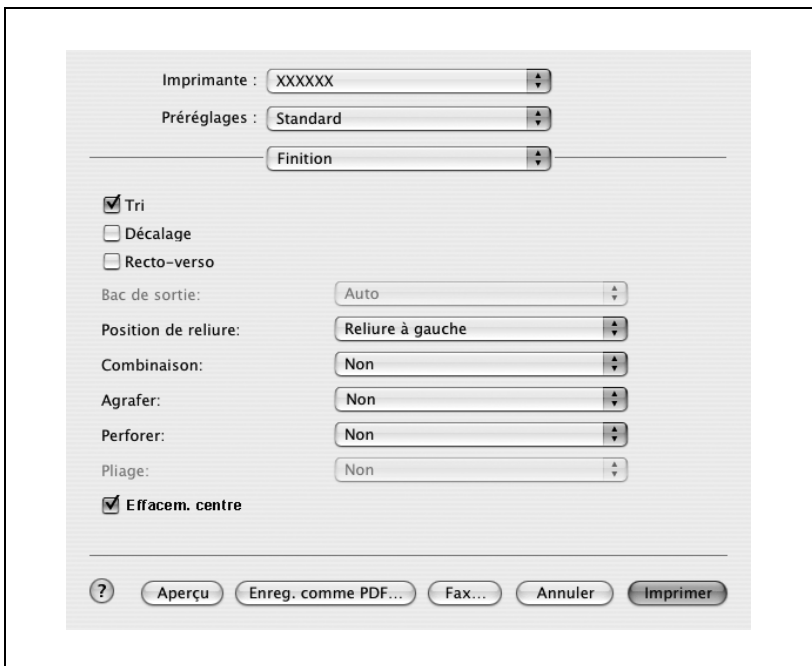 Imprimante : XXXXXX
Préréglages : Standard
Finition
Tri
Décalage
Recto-verso
Bac de sortie: Auto
Position de reliure: Reliure à gauche
Combinaison: Non
Agrafer: Non
Perforer: Non
Pliage: Non
Effacem. centre
? Aperçu Enreg. comme PDF... Fax... Annuler Imprimer